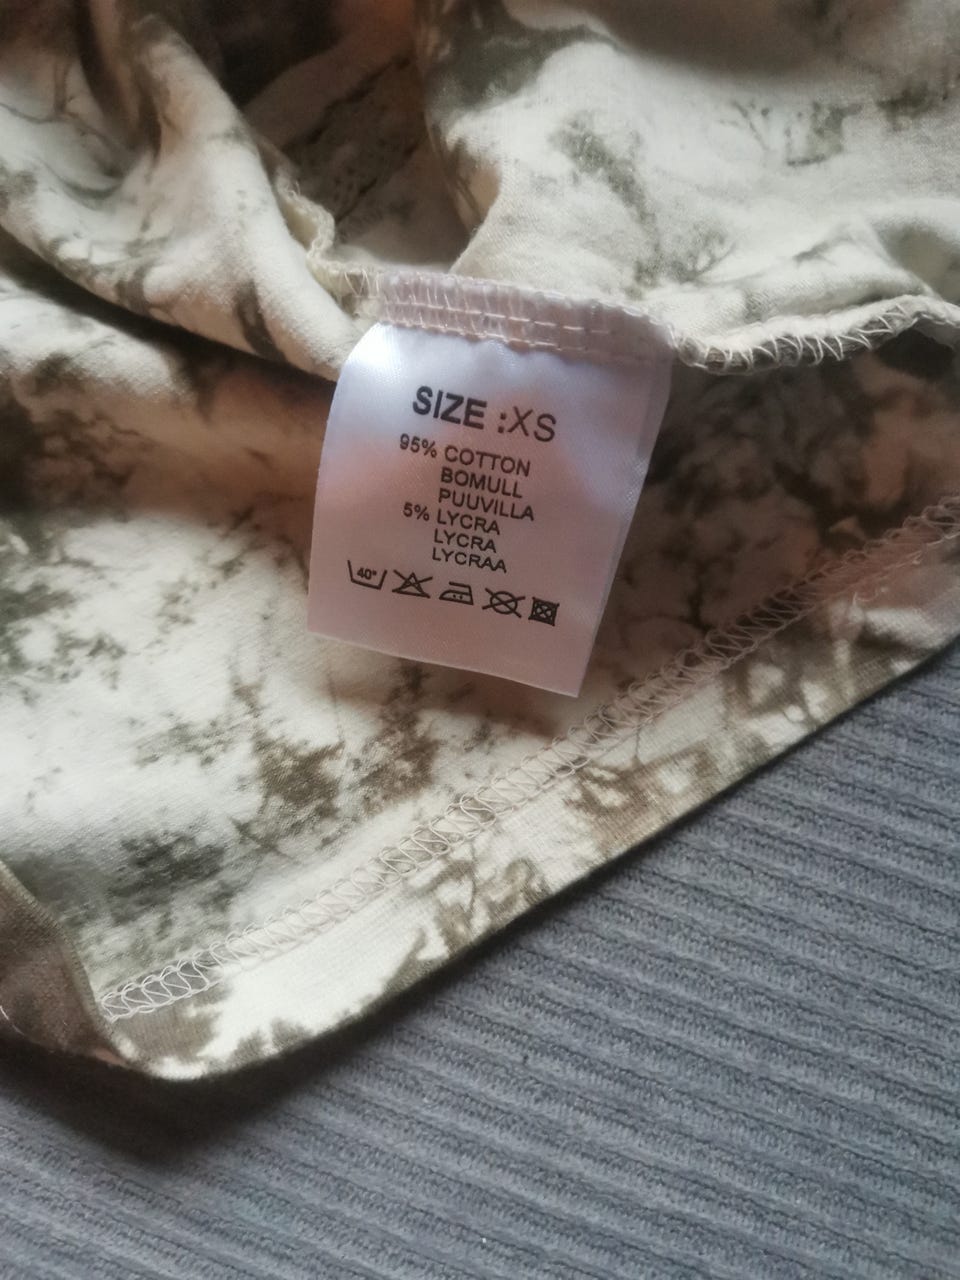 SIZE :XS
95% COTTON
BOMULL
PUUVILLA
5% LYCRA
LYCRA
LYCRAA
40°